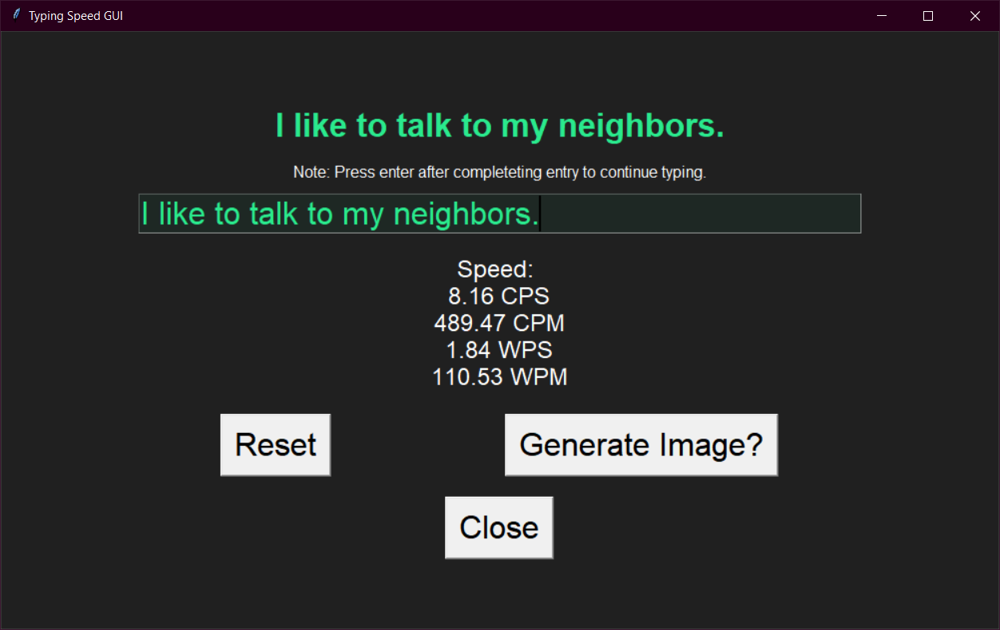 Typing Speed GUI
I like to talk to my neighbors.
Note: Press enter after completeting entry to continue typing.
I like to talk to my neighbors.
Speed:
8.16 CPS
489.47 CPM
1.84 WPS
110.53 WPM
Reset
Generate Image?
Close